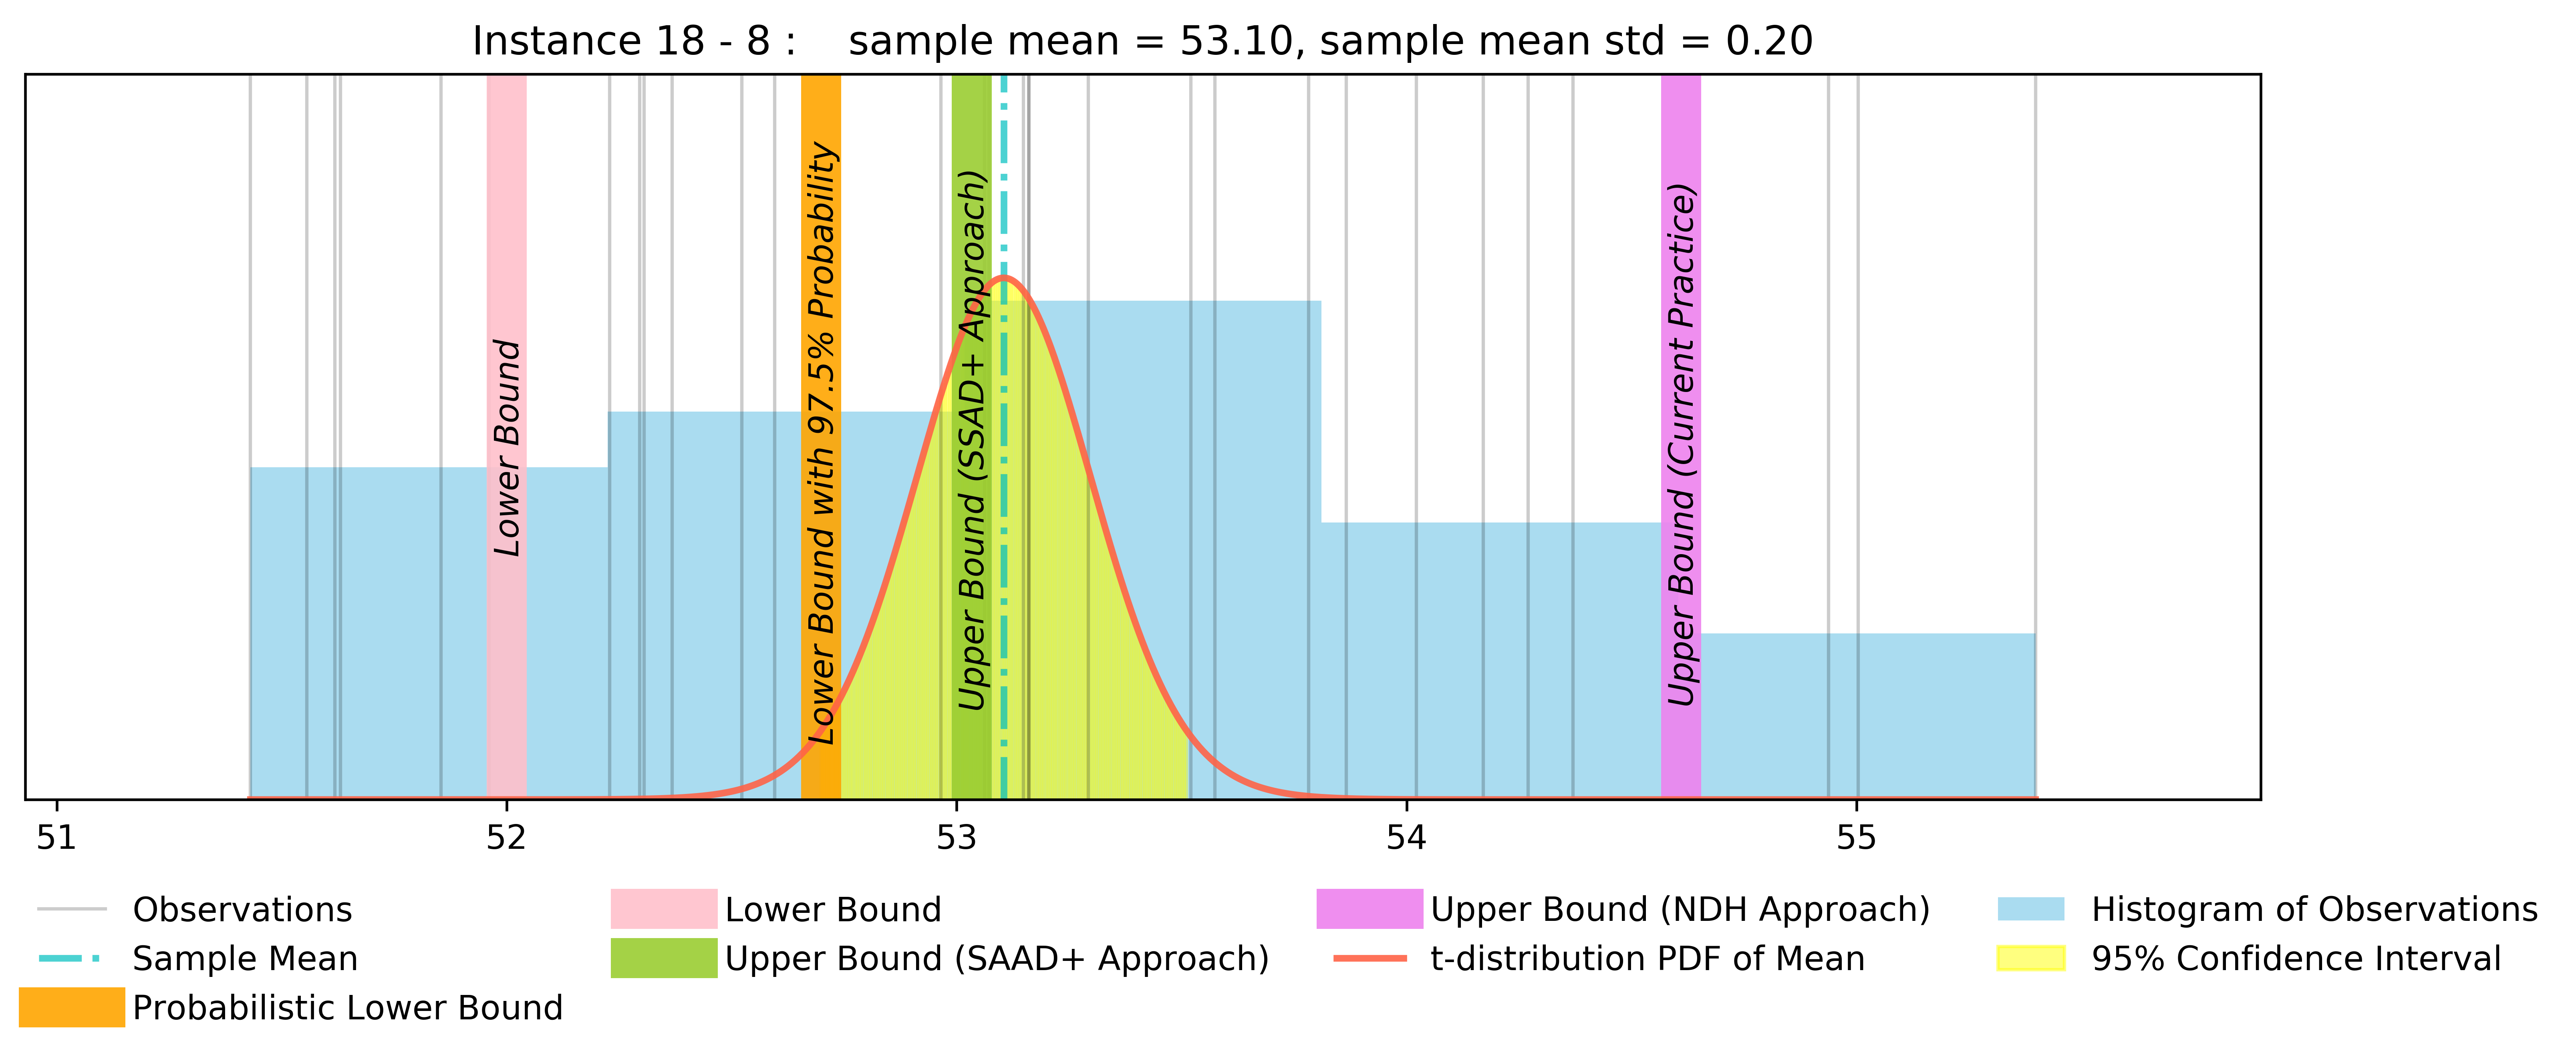 Instance 18 - 8 :    sample mean = 53.10, sample mean std = 0.20
Lower Bound
Lower Bound with 97.5% Probability
Upper Bound (SSAD+ Approach)
Upper Bound (Current Practice)
51 52 53 54 55
Observations
Sample Mean
Probabilistic Lower Bound
Lower Bound
Upper Bound (SAAD+ Approach)
Upper Bound (NDH Approach)
t-distribution PDF of Mean
Histogram of Observations
95% Confidence Interval